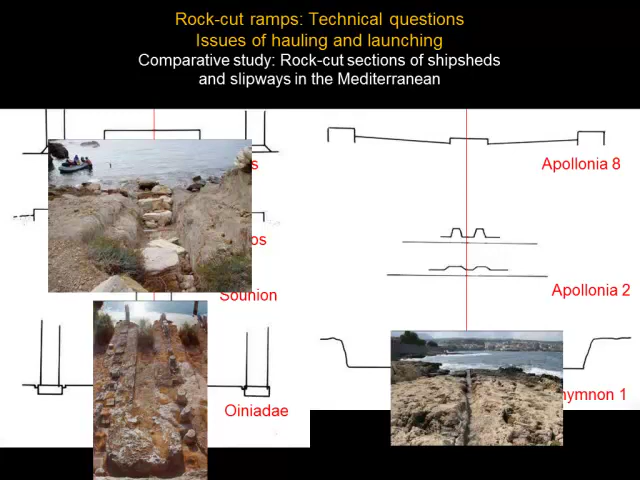 Rock-cut ramps: Technical questions
Issues of hauling and launching
Comparative study: Rock-cut sections of shipsheds
and slipways in the Mediterranean
Apollonia 8
Sounion
Apollonia 2
Oiniadae